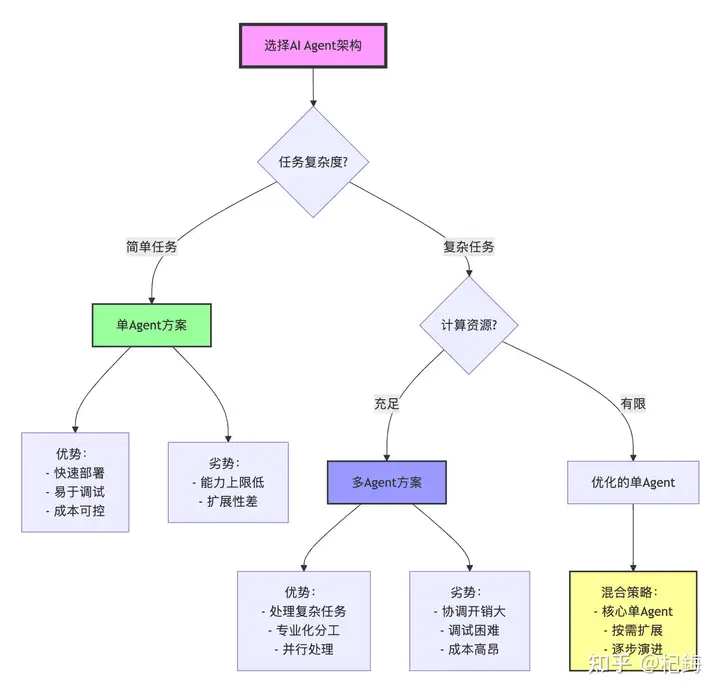 选择AI Agent架构
任务复杂度?
简单任务
复杂任务
单Agent方案
计算资源?
充足
有限
优势：
- 快速部署
- 易于调试
- 成本可控
劣势：
- 能力上限低
- 扩展性差
多Agent方案
优化的单Agent
优势：
- 处理复杂任务
- 专业化分工
- 并行处理
劣势：
- 协调开销大
- 调试困难
- 成本高昂
混合策略：
- 核心单Agent
- 按需扩展
- 逐步演进
知乎 @杞鋂